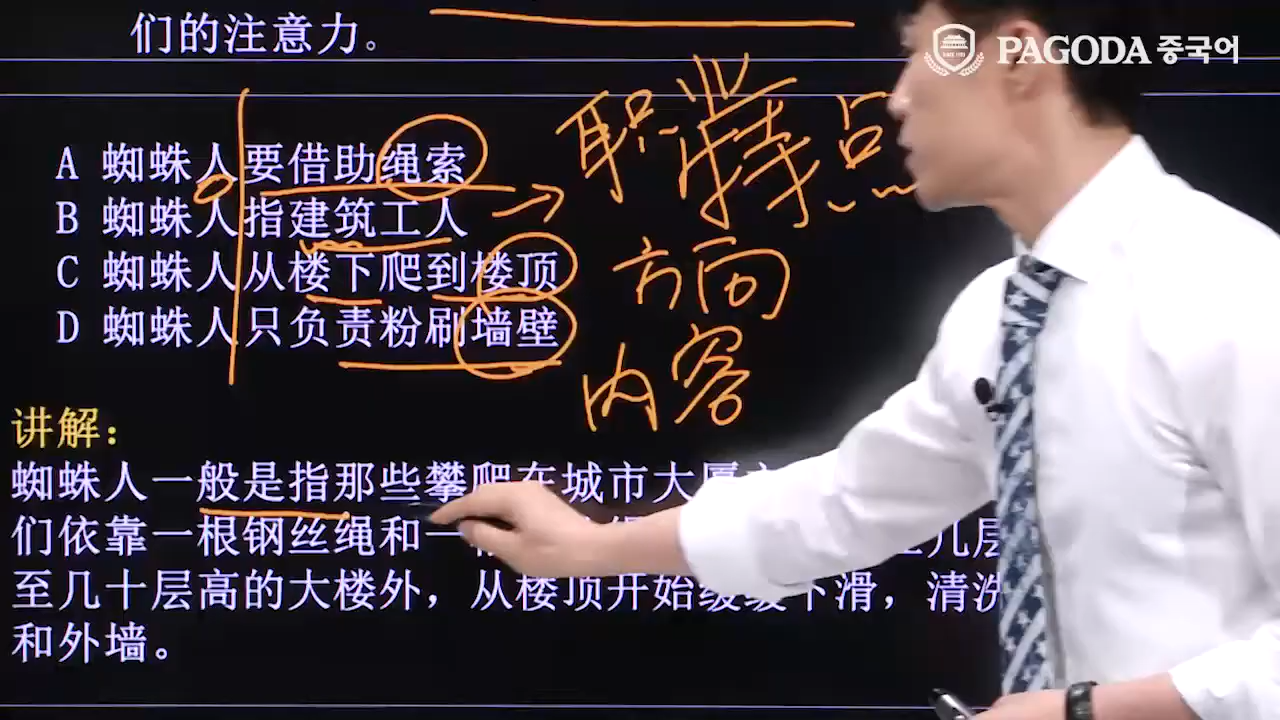 们的注意力。
PAGODA 중국어
A 蜘蛛人要借助绳索
B 蜘蛛人指建筑工人
C 蜘蛛人从楼下爬到楼顶
D 蜘蛛人只负责粉刷墙壁
职业
特点
方向
内容
讲解：
蜘蛛人一般是指那些攀爬在城市大厦
们依靠一根钢丝绳和一 几层
至几十层高的大楼外，从楼顶开始缓缓下滑，清洗
和外墙。